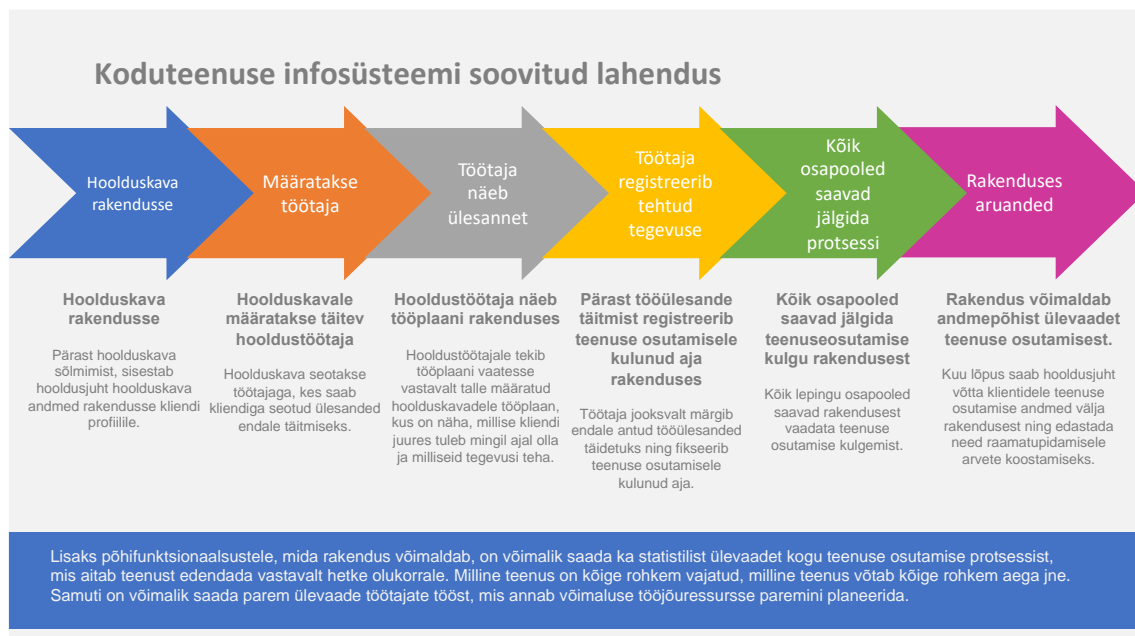 Koduteenuse infosüsteemi soovitud lahendus
Hoolduskava
rakendusse
Määratakse
töötaja
Töötaja
näeb
ülesannet
Töötaja
registreerib
tehtud
tegevuse
Kõik
osapooled
saavad
jälgida
protsessi
Rakenduses
aruanded
Hoolduskava
rakendusse
Pärast hoolduskava
sõlmimist, sisestab
hooldusjuht hoolduskava
andmed rakendusse kliendi
profiilile.
Hoolduskavale
määratakse täitev
hooldustöötaja
Hoolduskava seotakse
töötajaga, kes saab
kliendiga seotud ülesanded
endale täitmiseks.
Hooldustöötaja näeb
tööplaani rakenduses
Hooldustöötajale tekib
tööplaani vaatesse
vastavalt talle määratud
hoolduskavadele tööplaan,
kus on näha, millise kliendi
juures tuleb mingil ajal olla
ja milliseid tegevusi teha.
Pärast tööülesande
täitmist registreerib
teenuse osutamisele
kulunud aja
rakenduses
Töötaja jooksvalt märgib
endale antud tööülesanded
täidetuks ning fikseerib
teenuse osutamisele
kulunud aja.
Kõik osapooled
saavad jälgida
teenuseosutamise
kulgu rakendusest
Kõik lepingu osapooled
saavad rakendusest
vaadata teenuse
osutamise kulgemist.
Rakendus võimaldab
andmepõhist ülevaadet
teenuse osutamisest.
Kuu lõpus saab hooldusjuht
võtta klientidele teenuse
osutamise andmed välja
rakendusest ning edastada
need raamatupidamisele
arvete koostamiseks.
Lisaks põhifunktsionaalsustele, mida rakendus võimaldab, on võimalik saada ka statistilist ülevaadet kogu teenuse osutamise protsessist,
mis aitab teenust edendada vastavalt hetke olukorrale. Milline teenus on kõige rohkem vajatud, milline teenus võtab kõige rohkem aega jne.
Samuti on võimalik saada parem ülevaade töötajate tööst, mis annab võimaluse tööjõuressursse paremini planeerida.